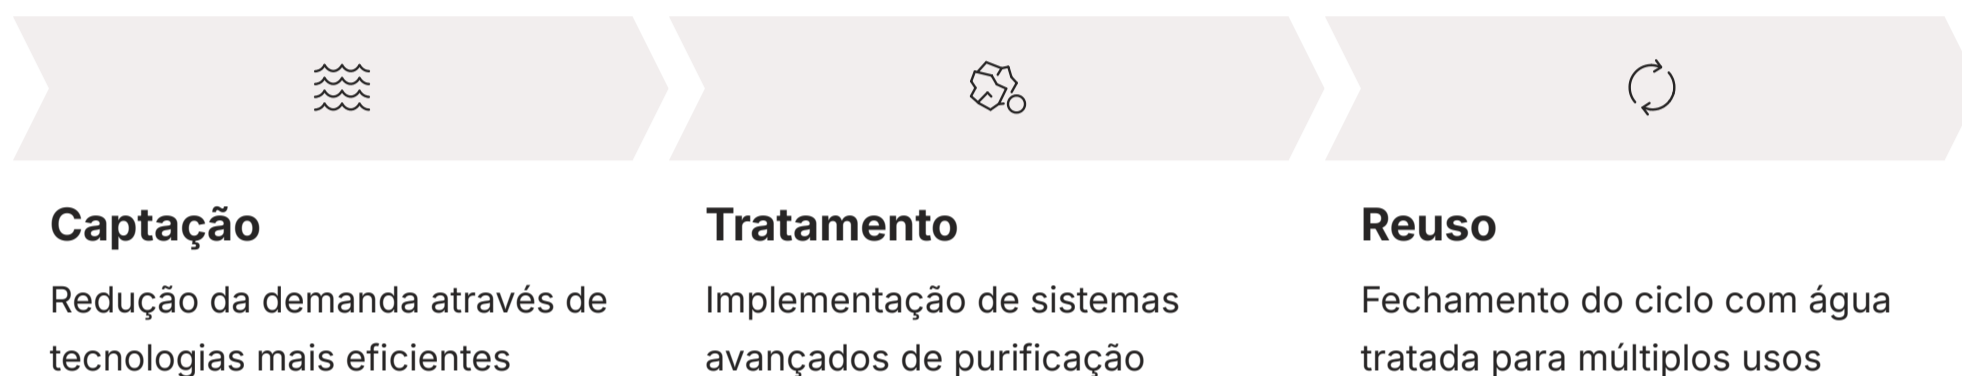 Captação
Redução da demanda através de
tecnologias mais eficientes
Tratamento
Implementação de sistemas
avançados de purificação
Reuso
Fechamento do ciclo com água
tratada para múltiplos usos